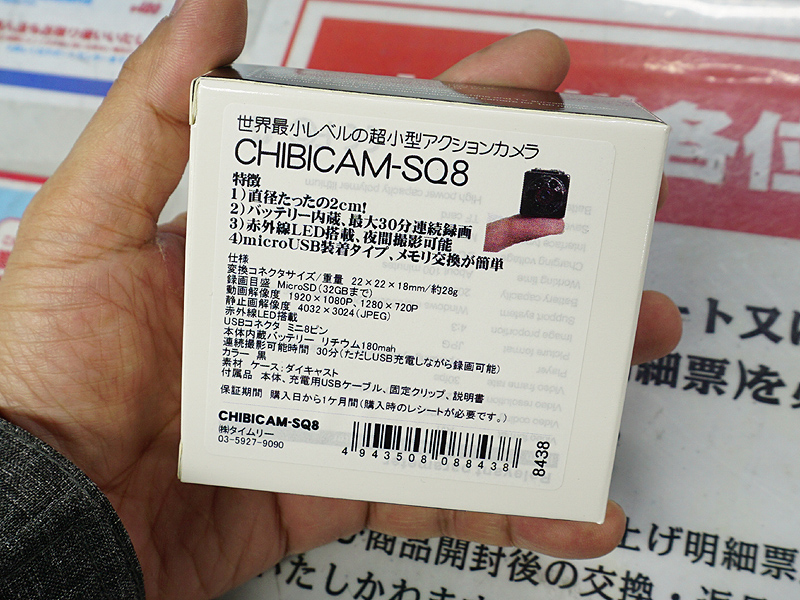 世界最小レベルの超小型アクションカメラ
CHIBICAM-SQ8
特徴
1)直径たったの2cm!
2)バッテリー内蔵、最大30分連続録画
3)赤外線LED搭載、夜間撮影可能
4)microUSB装着タイプ、メモリ交換が簡単
仕様
変換コネクタサイズ/重量 22×22×18mm/約28g
録画目盛 MicroSD(32GBまで)
動画解像度 1920×1080P、1280×720P
静止画解像度 4032×3024(JPEG)
赤外線LED搭載
USBコネクタ ミニ8ピン
本体内蔵バッテリー リチウム180mah
連続撮影可能時間 30分(ただしUSB充電しながら録画可能)
カラー 黒
素材 ケース:ダイキャスト
付属品 本体、充電用USBケーブル、固定クリップ、説明書
保証期間 購入日から1ヶ月間(購入時のレシートが必要です。)
CHIBICAM-SQ8
㈱タイムリー
03-5927-9090
4 943508 088438
8438
各位
ート又は
細票)を
上げ明細票
商品開封後の交換・返品
いたしかねます